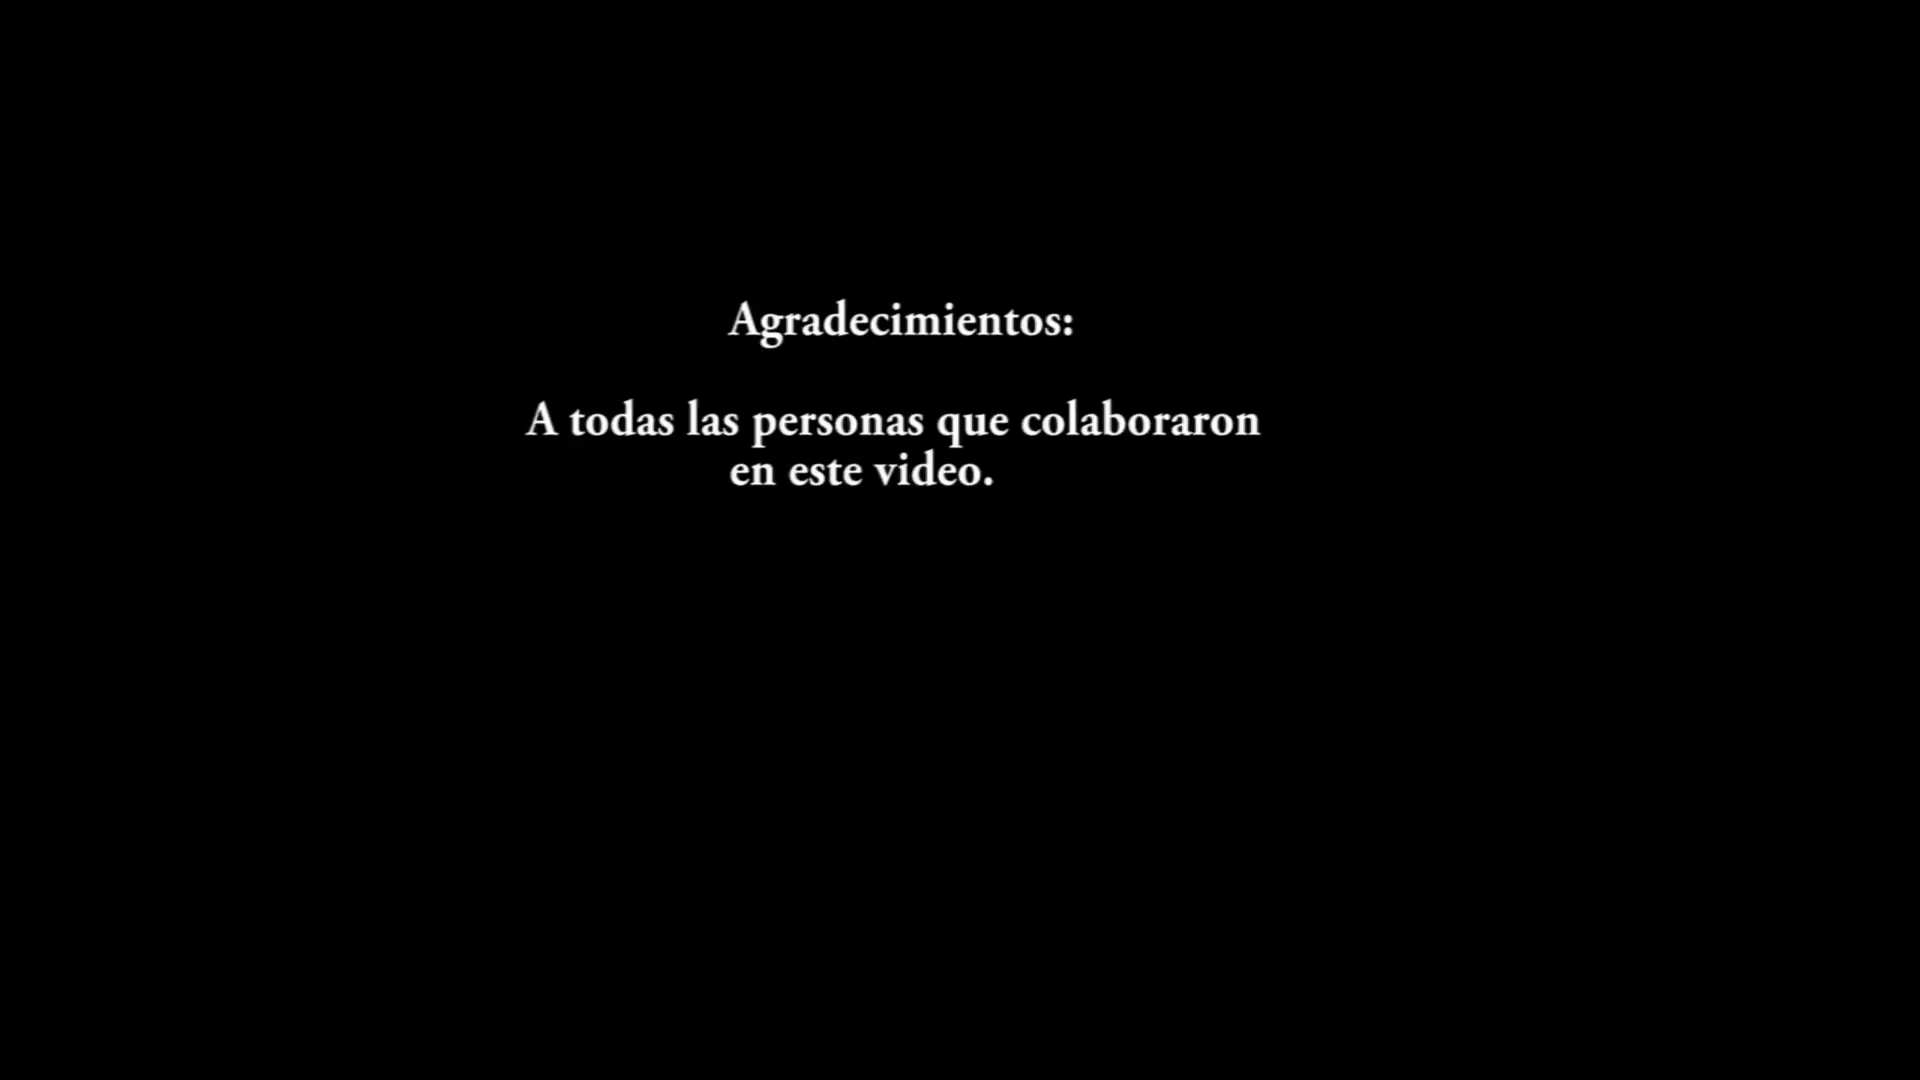 Agradecimientos:
A todas las personas que colaboraron
en este video.